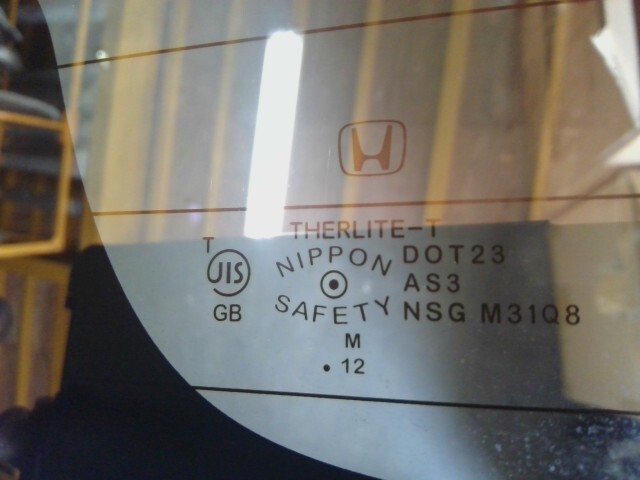 THERLITE-T
T
JIS
GB
NIPPON
SAFETY
DOT23
AS3
NSG M31Q8
M
.12